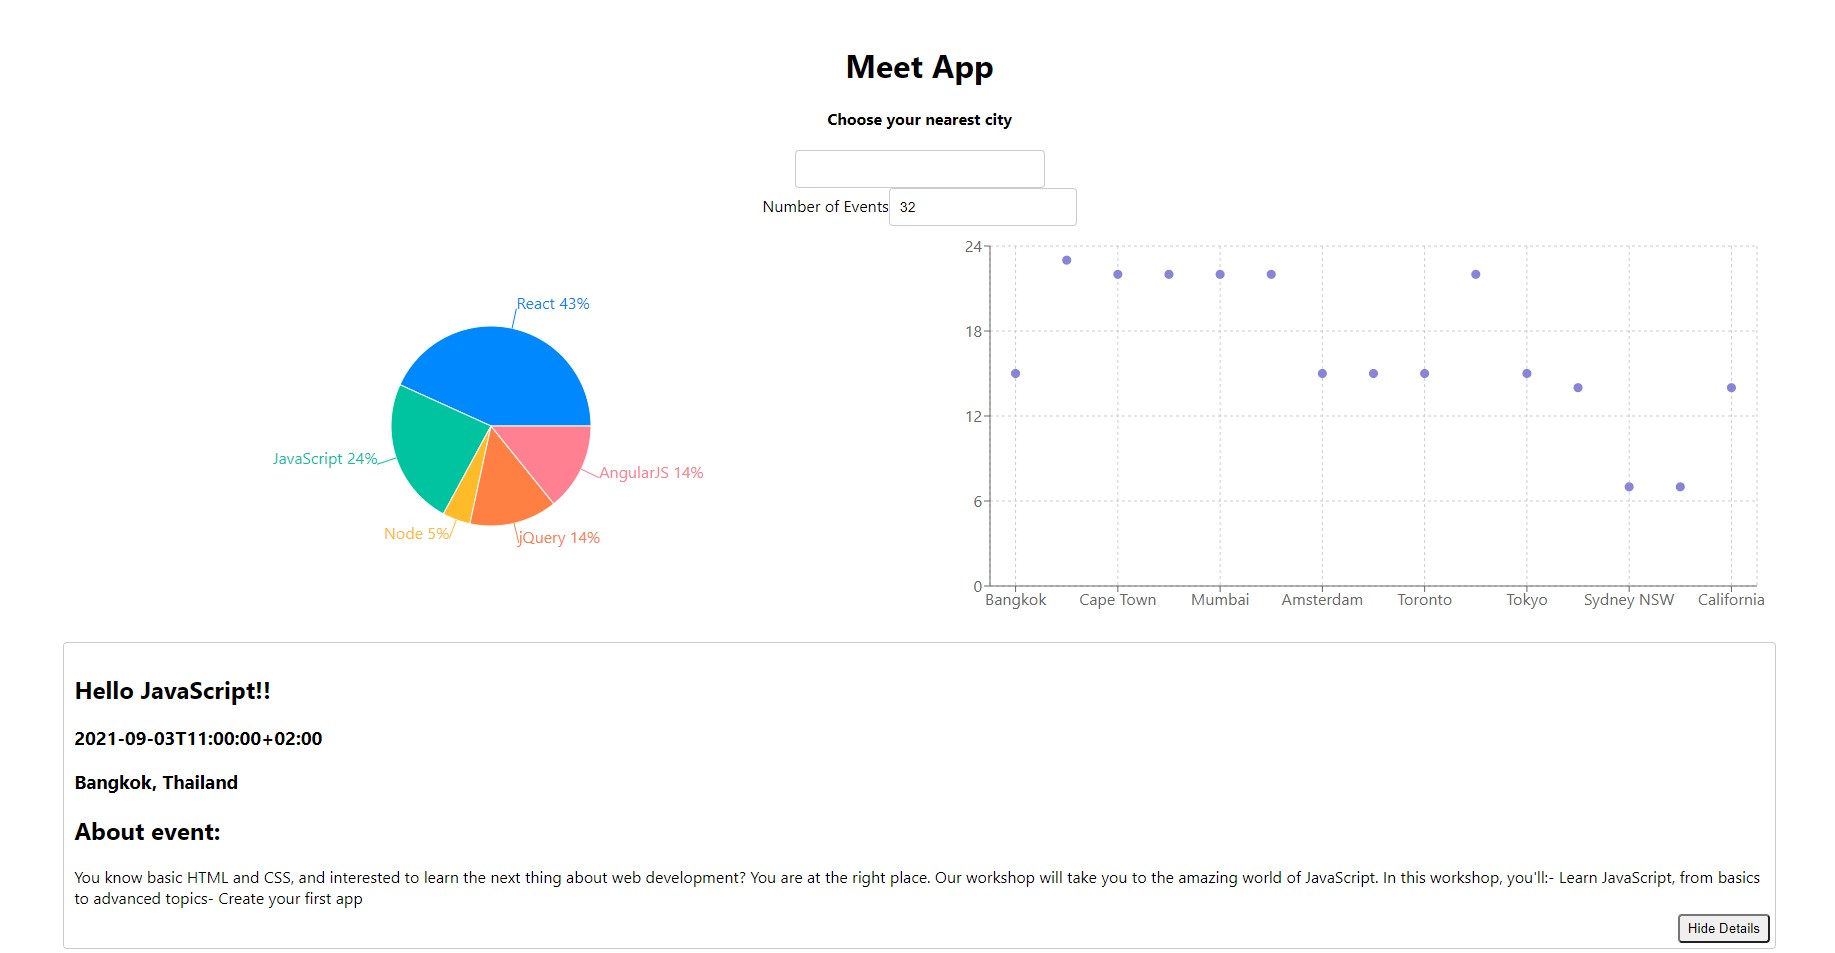 Meet App
Choose your nearest city
Number of Events 32
React 43%
JavaScript 24%
AngularJS 14%
Node 5%
jQuery 14%
24
18
12
6
0
Bangkok Cape Town Mumbai Amsterdam Toronto Tokyo Sydney NSW California
Hello JavaScript!!
2021-09-03T11:00:00+02:00
Bangkok, Thailand
About event:
You know basic HTML and CSS, and interested to learn the next thing about web development? You are at the right place. Our workshop will take you to the amazing world of JavaScript. In this workshop, you'll:- Learn JavaScript, from basics
to advanced topics- Create your first app
Hide Details